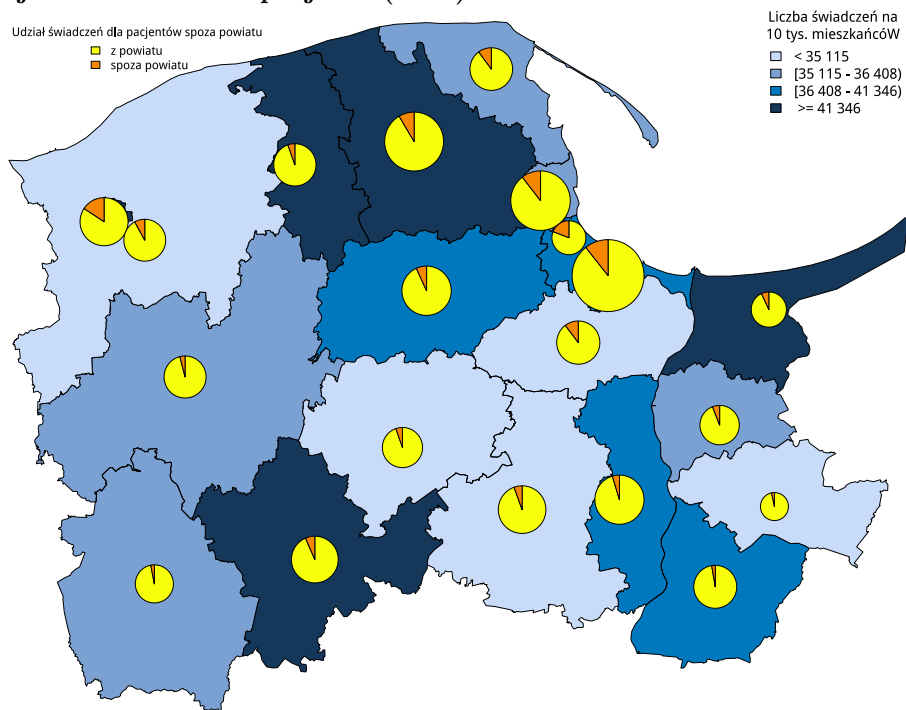 Udział świadczeń dla pacjentów spoza powiatu
z powiatu
spoza powiatu
Liczba świadczeń na
10 tys. mieszkańcóW
< 35 115
[35 115 - 36 408)
[36 408 - 41 346)
>= 41 346